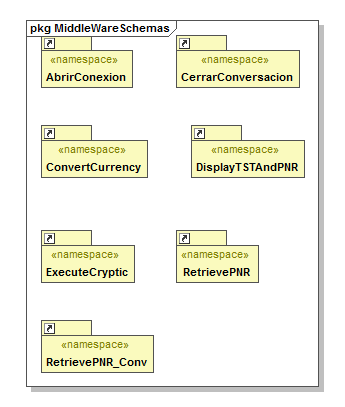 pkg MiddleWareSchemas
«namespace»
AbrirConexion
«namespace»
CerrarConversacion
«namespace»
ConvertCurrency
«namespace»
DisplayTSTAndPNR
«namespace»
ExecuteCryptic
«namespace»
RetrievePNR
«namespace»
RetrievePNR_Conv